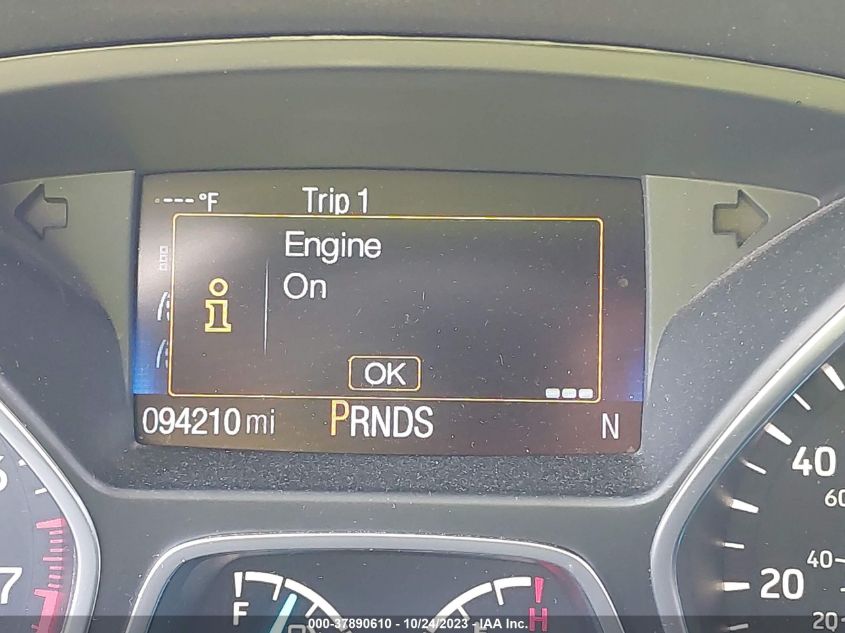 ---°F Trip 1
Engine
On
OK
094210 mi PRNDS N
6
7
40
60
40
20
20
F
H
000-37890610 - 10/24/2023 - IAA Inc.